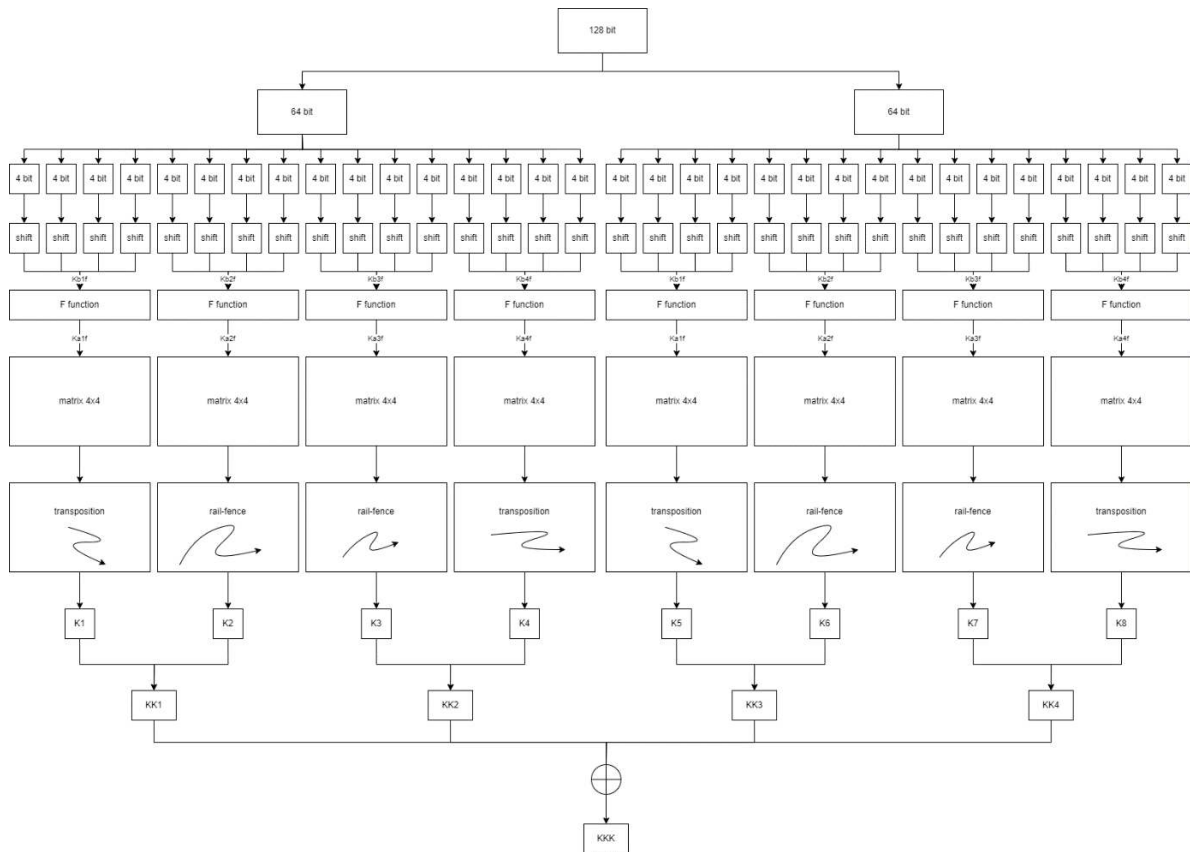 128 bit
64 bit 64 bit
4 bit 4 bit 4 bit 4 bit 4 bit 4 bit 4 bit 4 bit 4 bit 4 bit 4 bit 4 bit 4 bit 4 bit 4 bit 4 bit 4 bit 4 bit 4 bit 4 bit 4 bit 4 bit 4 bit 4 bit 4 bit 4 bit 4 bit 4 bit 4 bit 4 bit 4 bit 4 bit
shift shift shift shift shift shift shift shift shift shift shift shift shift shift shift shift shift shift shift shift shift shift shift shift shift shift shift shift shift shift shift shift
Kb1f Kb2f Kb3f Kb4f Kb1f Kb2f Kb3f Kb4f
F function F function F function F function F function F function F function F function
Ka1f Ka2f Ka3f Ka4f Ka1f Ka2f Ka3f Ka4f
matrix 4x4 matrix 4x4 matrix 4x4 matrix 4x4 matrix 4x4 matrix 4x4 matrix 4x4 matrix 4x4
transposition rail-fence rail-fence transposition transposition rail-fence rail-fence transposition
K1 K2 K3 K4 K5 K6 K7 K8
KK1 KK2 KK3 KK4
KKK